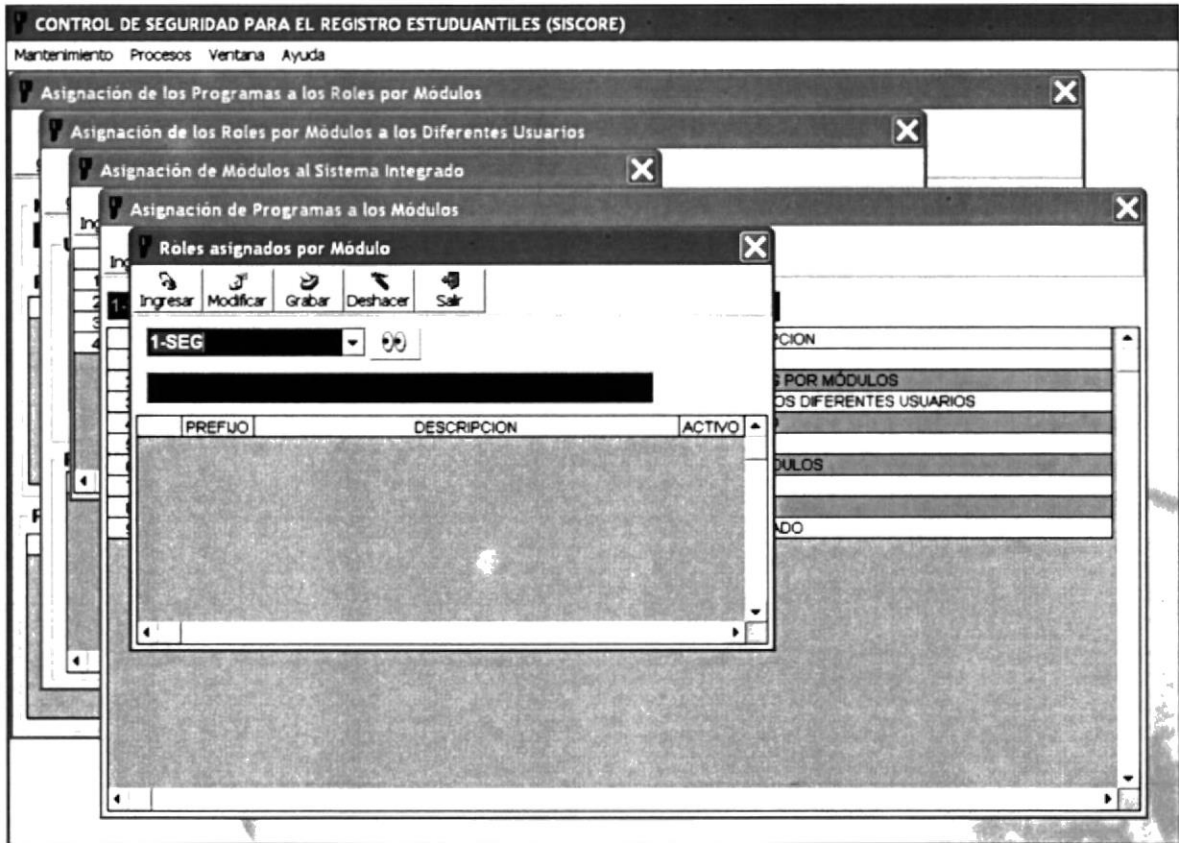 CONTROL DE SEGURIDAD PARA EL REGISTRO ESTUDUANTILES (SISCORE)
Mantenimiento Procesos Ventana Ayuda
Asignación de los Programas a los Roles por Módulos
Asignación de los Roles por Módulos a los Diferentes Usuarios
Asignación de Módulos al Sistema Integrado
Asignación de Programas a los Módulos
Roles asignados por Módulo
Ingresar Modificar Grabar Deshacer Salir
1-SEG
PREFIJO DESCRIPCION ACTIVO
PCION
S POR MÓDULOS
OS DIFERENTES USUARIOS
DULOS
ADO